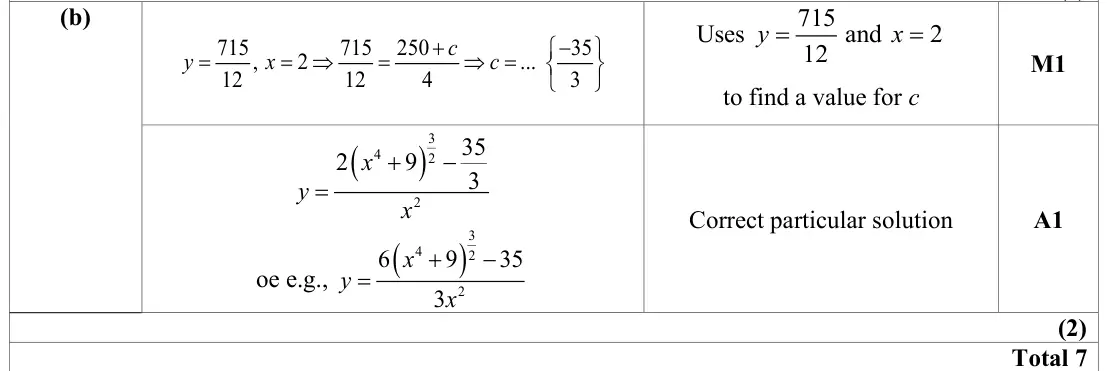 (b)
y = 715/12, x = 2 ⇒ 715/12 = (250 + c)/4 ⇒ c = ... {−35/3}
Uses y = 715/12 and x = 2
to find a value for c
M1
y = (2(x⁴ + 9)^(3/2) − 35/3)/x²
oe e.g., y = (6(x⁴ + 9)^(3/2) − 35)/(3x²)
Correct particular solution
A1
(2)
Total 7